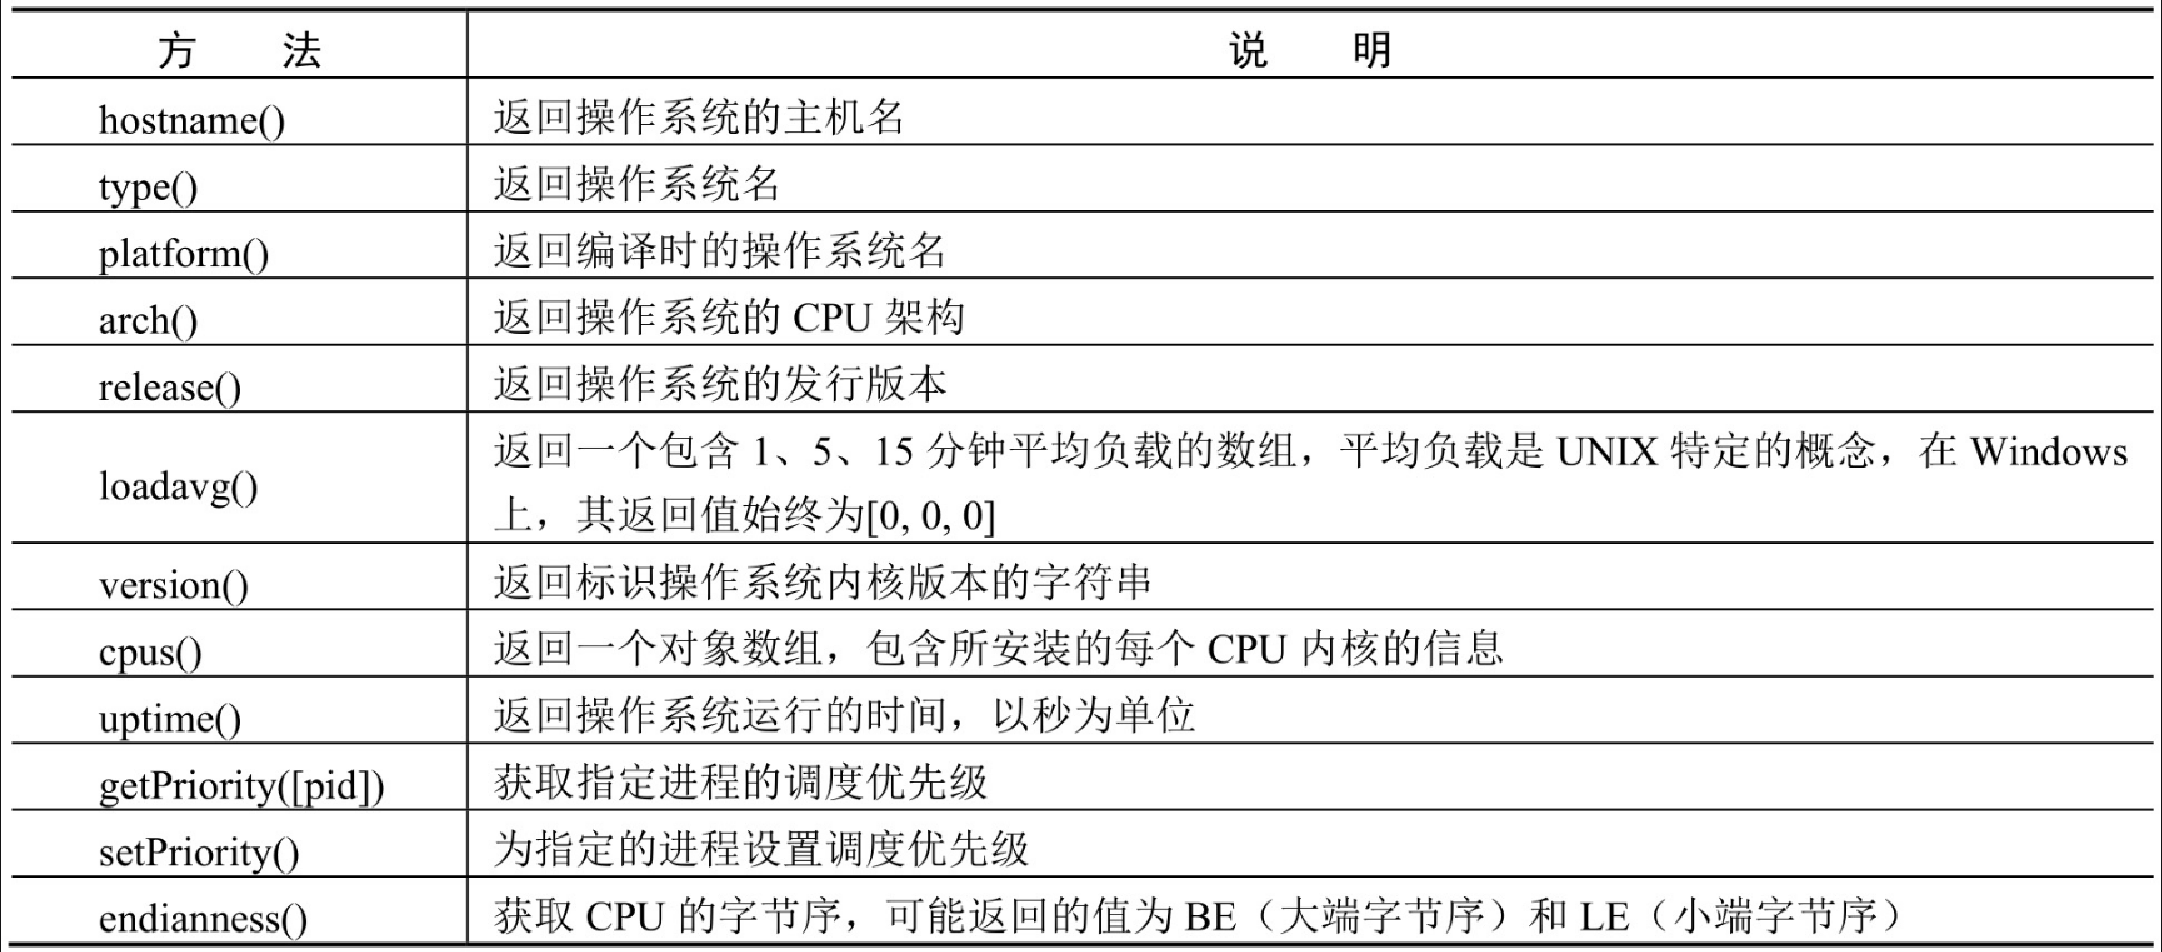 方 法 说 明
hostname() 返回操作系统的主机名
type() 返回操作系统名
platform() 返回编译时的操作系统名
arch() 返回操作系统的 CPU 架构
release() 返回操作系统的发行版本
loadavg() 返回一个包含 1、5、15 分钟平均负载的数组，平均负载是 UNIX 特定的概念，在 Windows
上，其返回值始终为[0, 0, 0]
version() 返回标识操作系统内核版本的字符串
cpus() 返回一个对象数组，包含所安装的每个 CPU 内核的信息
uptime() 返回操作系统运行的时间，以秒为单位
getPriority([pid]) 获取指定进程的调度优先级
setPriority() 为指定的进程设置调度优先级
endianness() 获取 CPU 的字节序，可能返回的值为 BE（大端字节序）和 LE（小端字节序）